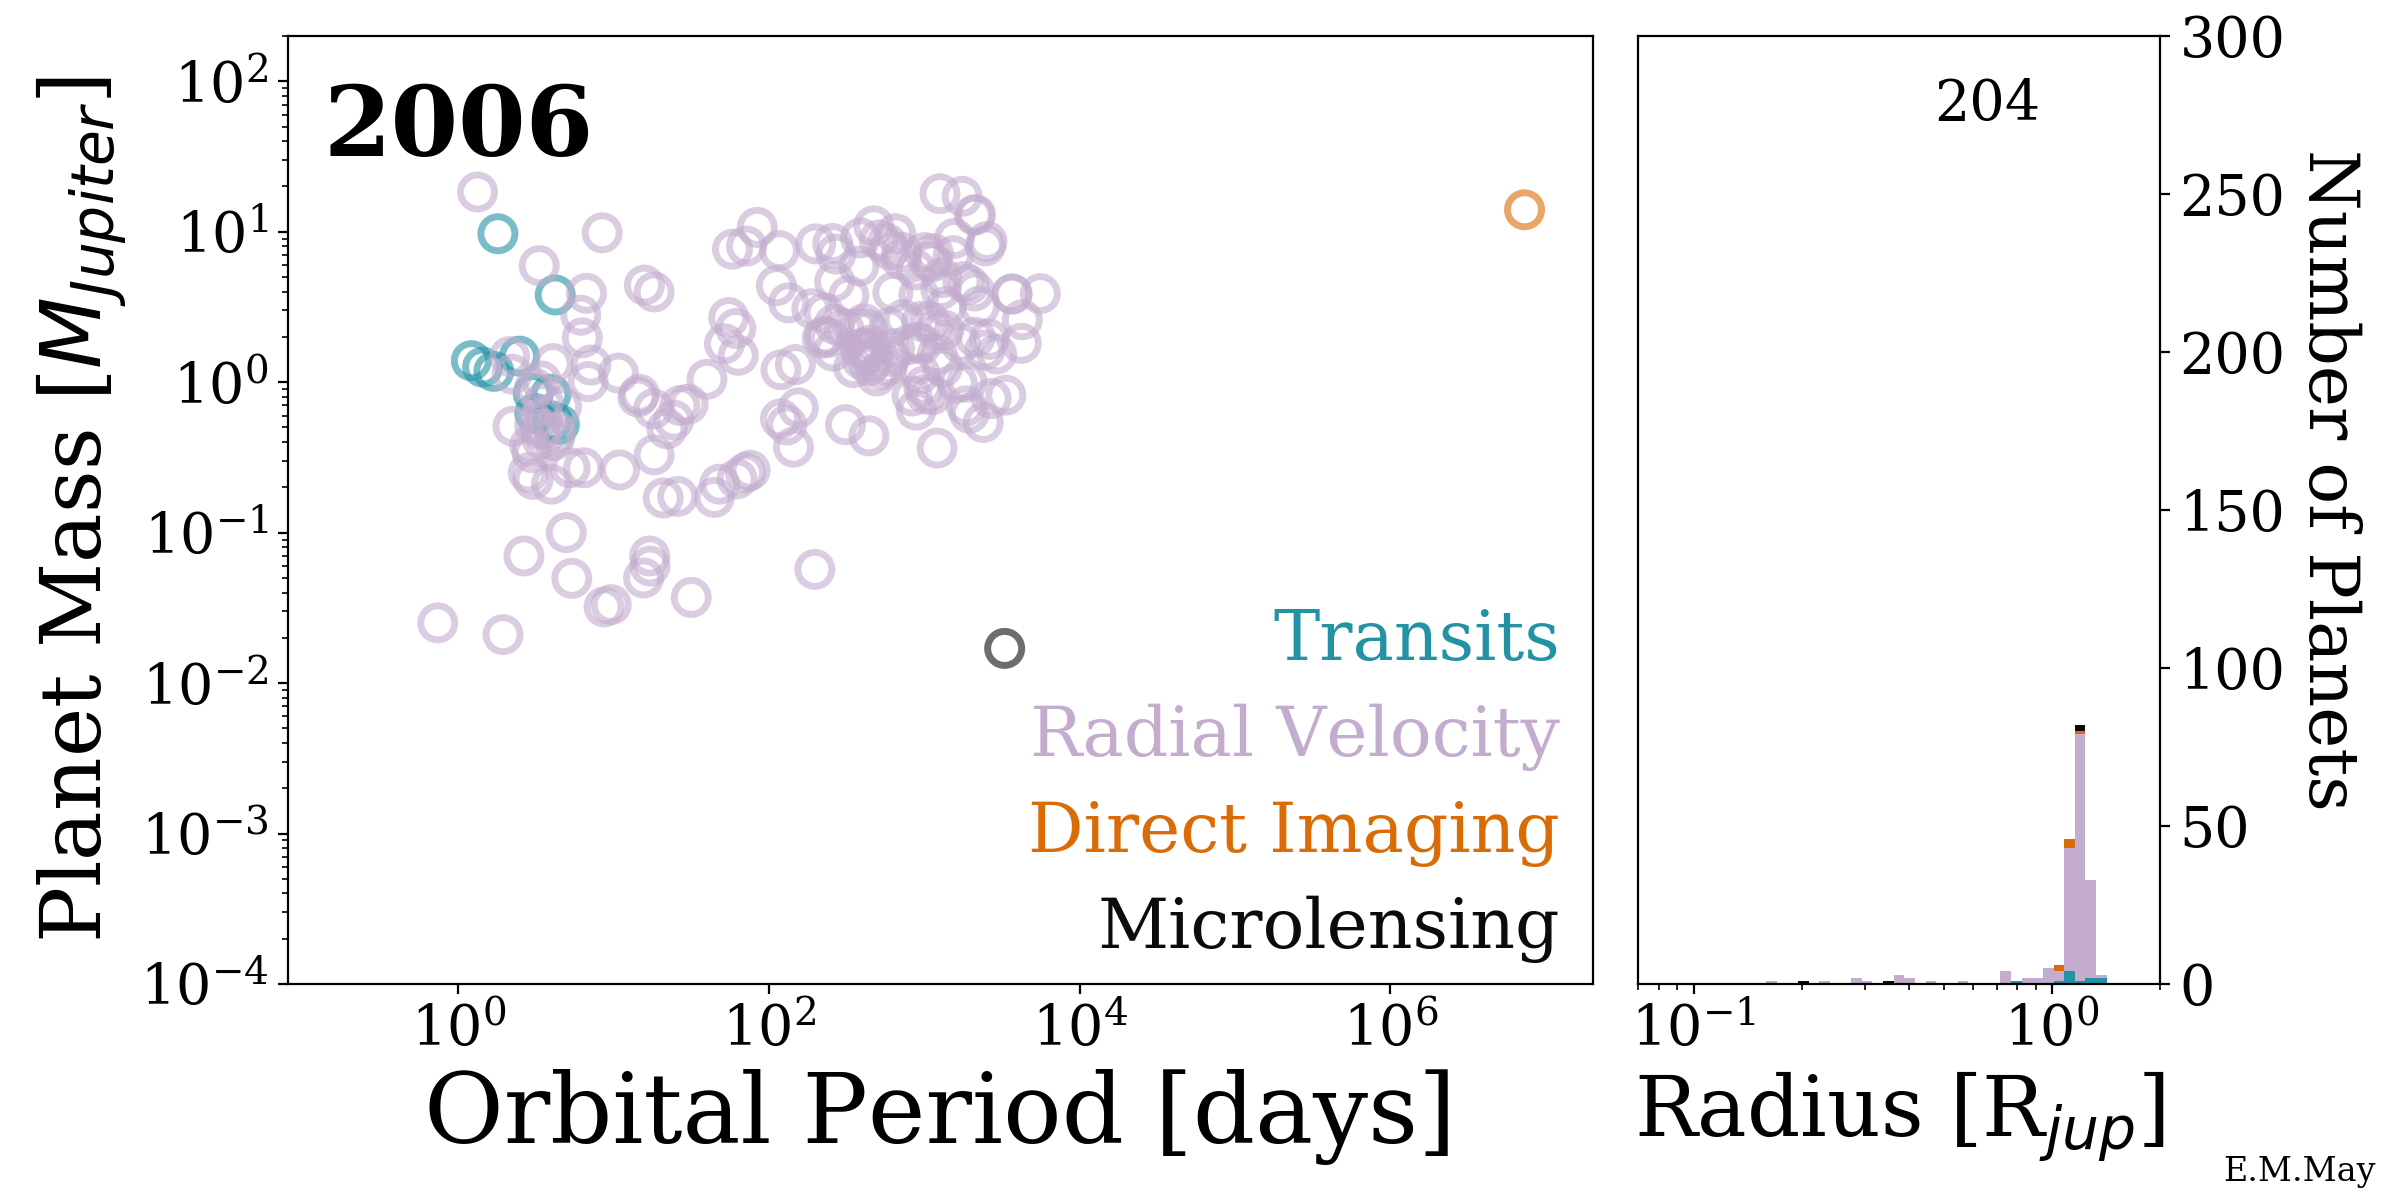 2006
204
Planet Mass [M_Jupiter]
10^2
10^1
10^0
10^-1
10^-2
10^-3
10^-4
Transits
Radial Velocity
Direct Imaging
Microlensing
10^0 10^2 10^4 10^6
Orbital Period [days]
300
250
200
150
100
50
0
Number of Planets
10^-1 10^0
Radius [R_jup]
E.M.May